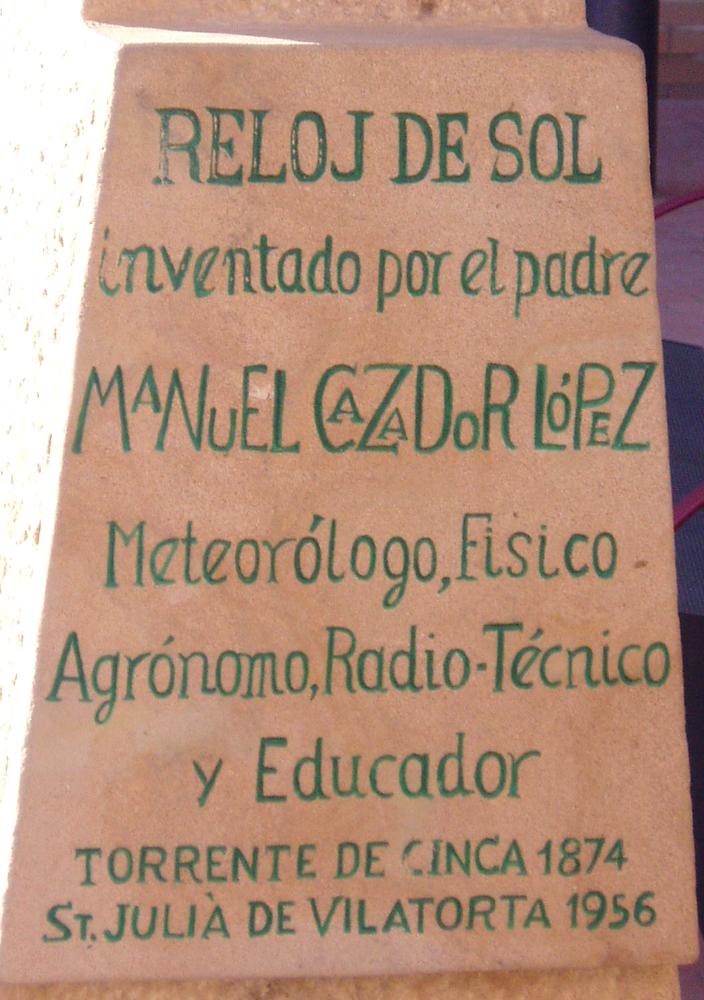 RELOJ DE SOL
inventado por el padre
MANUEL CAZADOR LÓPEZ
Meteorólogo, Fisico
Agrónomo, Radio-Técnico
y Educador
TORRENTE DE CINCA 1874
ST. JULIÀ DE VILATORTA 1956